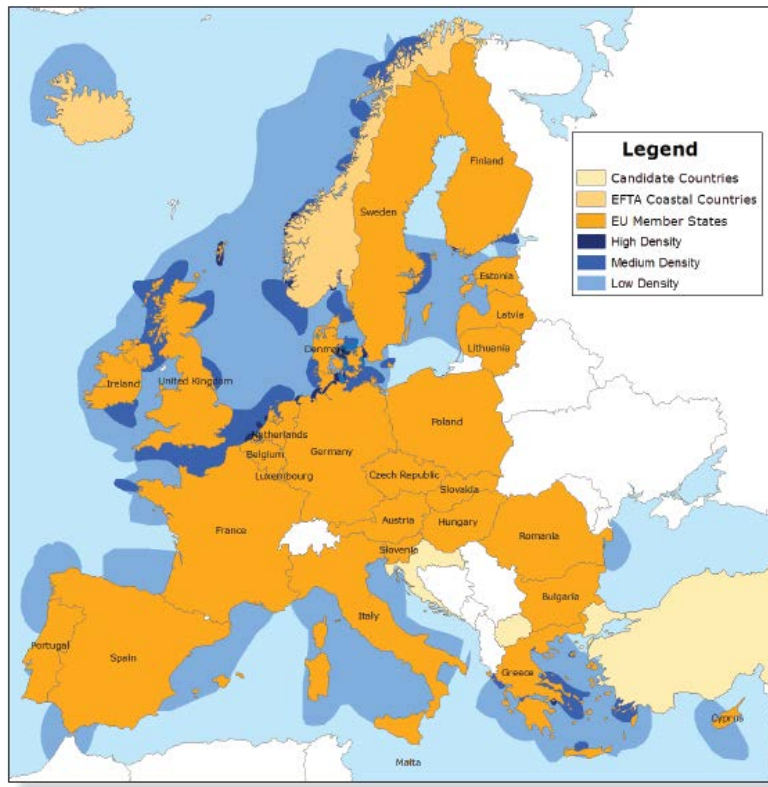 Legend
Candidate Countries
EFTA Coastal Countries
EU Member States
High Density
Medium Density
Low Density
Finland
Sweden
Estonia
Latvia
Lithuania
Denmark
Ireland
United Kingdom
Netherlands
Belgium
Luxembourg
Germany
Poland
Czech Republic
Slovakia
Austria
Hungary
France
Slovenia
Romania
Bulgaria
Italy
Portugal
Spain
Greece
Cyprus
Malta